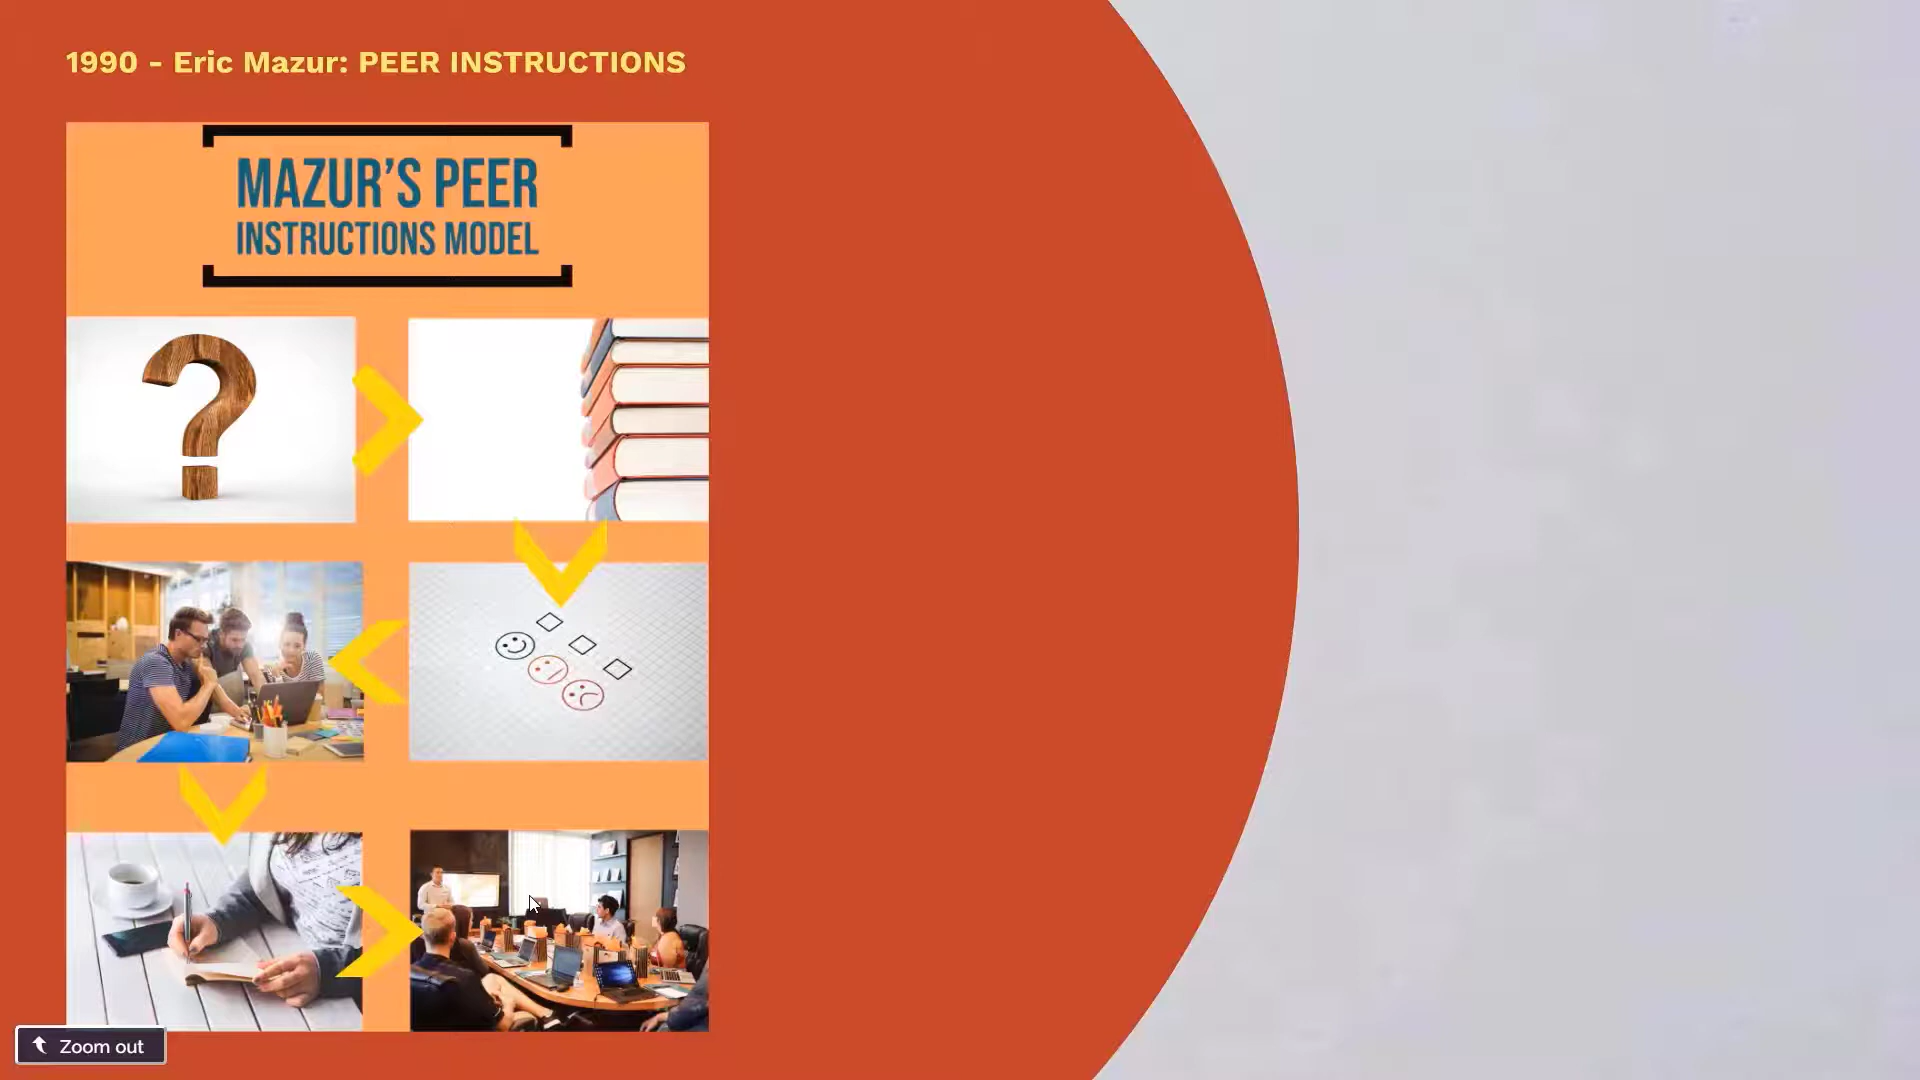 1990 - Eric Mazur: PEER INSTRUCTIONS
MAZUR'S PEER
INSTRUCTIONS MODEL
Zoom out